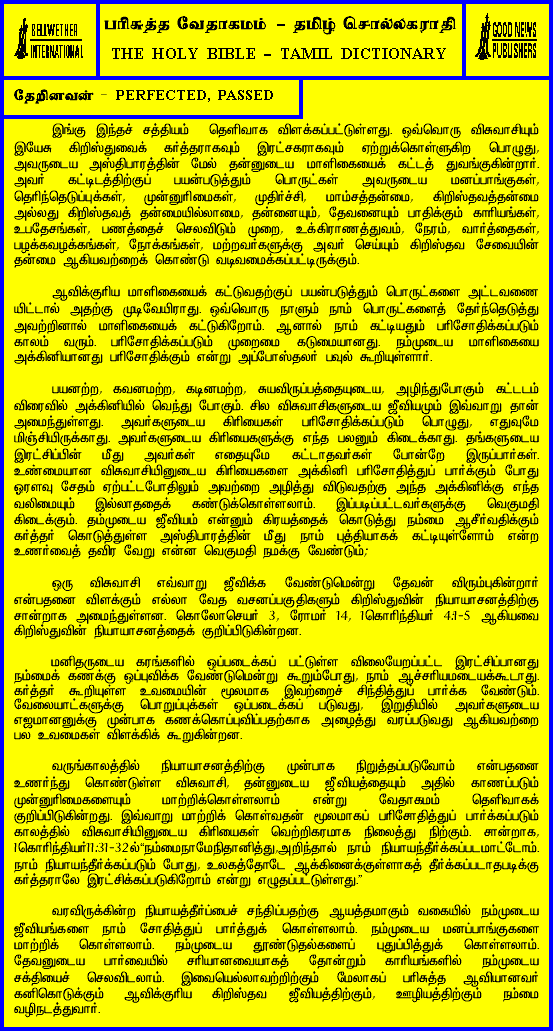 BELLWETHER
INTERNATIONAL
பரிசுத்த வேதாகமம் – தமிழ் சொல்லகராதி
THE HOLY BIBLE – TAMIL DICTIONARY
GOOD NEWS
PUBLISHERS
தேறினவன் – PERFECTED, PASSED
இங்கு இந்தச் சத்தியம் தெளிவாக விளக்கப்பட்டுள்ளது. ஒவ்வொரு விசுவாசியும்
இயேசு கிறிஸ்துவைக் கர்த்தராகவும் இரட்சகராகவும் ஏற்றுக்கொள்ளுகிற பொழுது,
அவருடைய அஸ்திபாரத்தின் மேல் தன்னுடைய மாளிகையைக் கட்டத் துவங்குகின்றார்.
அவர் கட்டிடத்திற்குப் பயன்படுத்தும் பொருட்கள் அவருடைய மனப்பாங்குகள்,
தெரிந்தெடுப்புக்கள், முன்னுரிமைகள், முதிர்ச்சி, மாம்சத்தன்மை, கிறிஸ்தவத்தன்மை
அல்லது கிறிஸ்தவத் தன்மையில்லாமை, தன்னையும், தேவனையும் பாதிக்கும் காரியங்கள்,
உபதேசங்கள், பணத்தைச் செலவிடும் முறை, உக்கிராணத்துவம், நேரம், வார்த்தைகள்,
பழக்கவழக்கங்கள், நோக்கங்கள், மற்றவர்களுக்கு அவர் செய்யும் கிறிஸ்தவ சேவையின்
தன்மை ஆகியவற்றைக் கொண்டு வடிவமைக்கப்பட்டிருக்கும்.
ஆவிக்குரிய மாளிகையைக் கட்டுவதற்குப் பயன்படுத்தும் பொருட்களை அட்டவணை
யிட்டால் அதற்கு முடிவேயிராது. ஒவ்வொரு நாளும் நாம் பொருட்களைத் தேர்ந்தெடுத்து
அவற்றினால் மாளிகையைக் கட்டுகிறோம். ஆனால் நாம் கட்டியதும் பரிசோதிக்கப்படும்
காலம் வரும். பரிசோதிக்கப்படும் முறைமை கடுமையானது. நம்முடைய மாளிகையை
அக்கினியானது பரிசோதிக்கும் என்று அப்போஸ்தலர் பவுல் கூறியுள்ளார்.
பயனற்ற, கவனமற்ற, கடினமற்ற, சுயவிருப்பத்தையுடைய, அழிந்துபோகும் கட்டடம்
விரைவில் அக்கினியில் வெந்து போகும். சில விசுவாசிகளுடைய ஜீவியமும் இவ்வாறு தான்
அமைந்துள்ளது. அவர்களுடைய கிரியைகள் பரிசோதிக்கப்படும் பொழுது, எதுவுமே
மிஞ்சியிருக்காது. அவர்களுடைய கிரியைகளுக்கு எந்த பலனும் கிடைக்காது. தங்களுடைய
இரட்சிப்பின் மீது அவர்கள் எதையுமே கட்டாதவர்கள் போன்றே இருப்பார்கள்.
உண்மையான விசுவாசியினுடைய கிரியைகளை அக்கினி பரிசோதித்துப் பார்க்கும் போது
ஓரளவு சேதம் ஏற்பட்டபோதிலும் அவற்றை அழித்து விடுவதற்கு அந்த அக்கினிக்கு எந்த
வலிமையும் இல்லாததைக் கண்டுக்கொள்ளலாம். இப்படிப்பட்டவர்களுக்கு வெகுமதி
கிடைக்கும். தம்முடைய ஜீவியம் என்னும் கிரயத்தைக் கொடுத்து நம்மை ஆசீர்வதிக்கும்
கர்த்தர் கொடுத்துள்ள அஸ்திபாரத்தின் மீது நாம் புத்தியாகக் கட்டியுள்ளோம் என்ற
உணர்வைத் தவிர வேறு என்ன வெகுமதி நமக்கு வேண்டும்;
ஒரு விசுவாசி எவ்வாறு ஜீவிக்க வேண்டுமென்று தேவன் விரும்புகின்றார்
என்பதனை விளக்கும் எல்லா வேத வசனப்பகுதிகளும் கிறிஸ்துவின் நியாயாசனத்திற்கு
சான்றாக அமைந்துள்ளன. கொலோசெயர் 3, ரோமர் 14, 1கொரிந்தியர் 4:1-5 ஆகியவை
கிறிஸ்துவின் நியாயாசனத்தைக் குறிப்பிடுகின்றன.
மனிதருடைய கரங்களில் ஒப்படைக்கப் பட்டுள்ள விலையேறப்பட்ட இரட்சிப்பானது
நம்மைக் கணக்கு ஒப்புவிக்க வேண்டுமென்று கூறும்போது, நாம் ஆச்சரியமடையக்கூடாது.
கர்த்தர் கூறியுள்ள உவமையின் மூலமாக இவற்றைச் சிந்தித்துப் பார்க்க வேண்டும்.
வேலையாட்களுக்கு பொறுப்புக்கள் ஒப்படைக்கப் படுவது, இறுதியில் அவர்களுடைய
எஜமானனுக்கு முன்பாக கணக்கொப்புவிப்பதற்காக அழைத்து வரப்படுவது ஆகியவற்றை
பல உவமைகள் விளக்கிக் கூறுகின்றன.
வருங்காலத்தில் நியாயாசனத்திற்கு முன்பாக நிறுத்தப்படுவோம் என்பதனை
உணர்ந்து கொண்டுள்ள விசுவாசி, தன்னுடைய ஜீவியத்தையும் அதில் காணப்படும்
முன்னுரிமைகளையும் மாற்றிக்கொள்ளலாம் என்று வேதாகமம் தெளிவாகக்
குறிப்பிடுகின்றது. இவ்வாறு மாற்றிக் கொள்வதன் மூலமாகப் பரிசோதித்துப் பார்க்கப்படும்
காலத்தில் விசுவாசியினுடைய கிரியைகள் வெற்றிகரமாக நிலைத்து நிற்கும். சான்றாக,
1கொரிந்தியர்11:31-32ல்"நம்மைநாமேநிதானித்து,அறிந்தால் நாம் நியாயந்தீர்க்கப்படமாட்டோம்.
நாம் நியாயந்தீர்க்கப்படும் போது, உலகத்தோடே ஆக்கினைக்குள்ளாகத் தீர்க்கப்படாதபடிக்கு
கர்த்தராலே இரட்சிக்கப்படுகிறோம் என்று எழுதப்பட்டுள்ளது."
வரவிருக்கின்ற நியாயத்தீர்ப்பைச் சந்திப்பதற்கு ஆயத்தமாகும் வகையில் நம்முடைய
ஜீவியங்களை நாம் சோதித்துப் பார்த்துக் கொள்ளலாம். நம்முடைய மனப்பாங்குகளை
மாற்றிக் கொள்ளலாம். நம்முடைய தூண்டுதல்களைப் புதுப்பித்துக் கொள்ளலாம்.
தேவனுடைய பார்வையில் சரியானவையாகத் தோன்றும் காரியங்களில் நம்முடைய
சக்தியைச் செலவிடலாம். இவையெல்லாவற்றிற்கும் மேலாகப் பரிசுத்த ஆவியானவர்
கனிகொடுக்கும் ஆவிக்குரிய கிறிஸ்தவ ஜீவியத்திற்கும், ஊழியத்திற்கும் நம்மை
வழிநடத்துவார்.